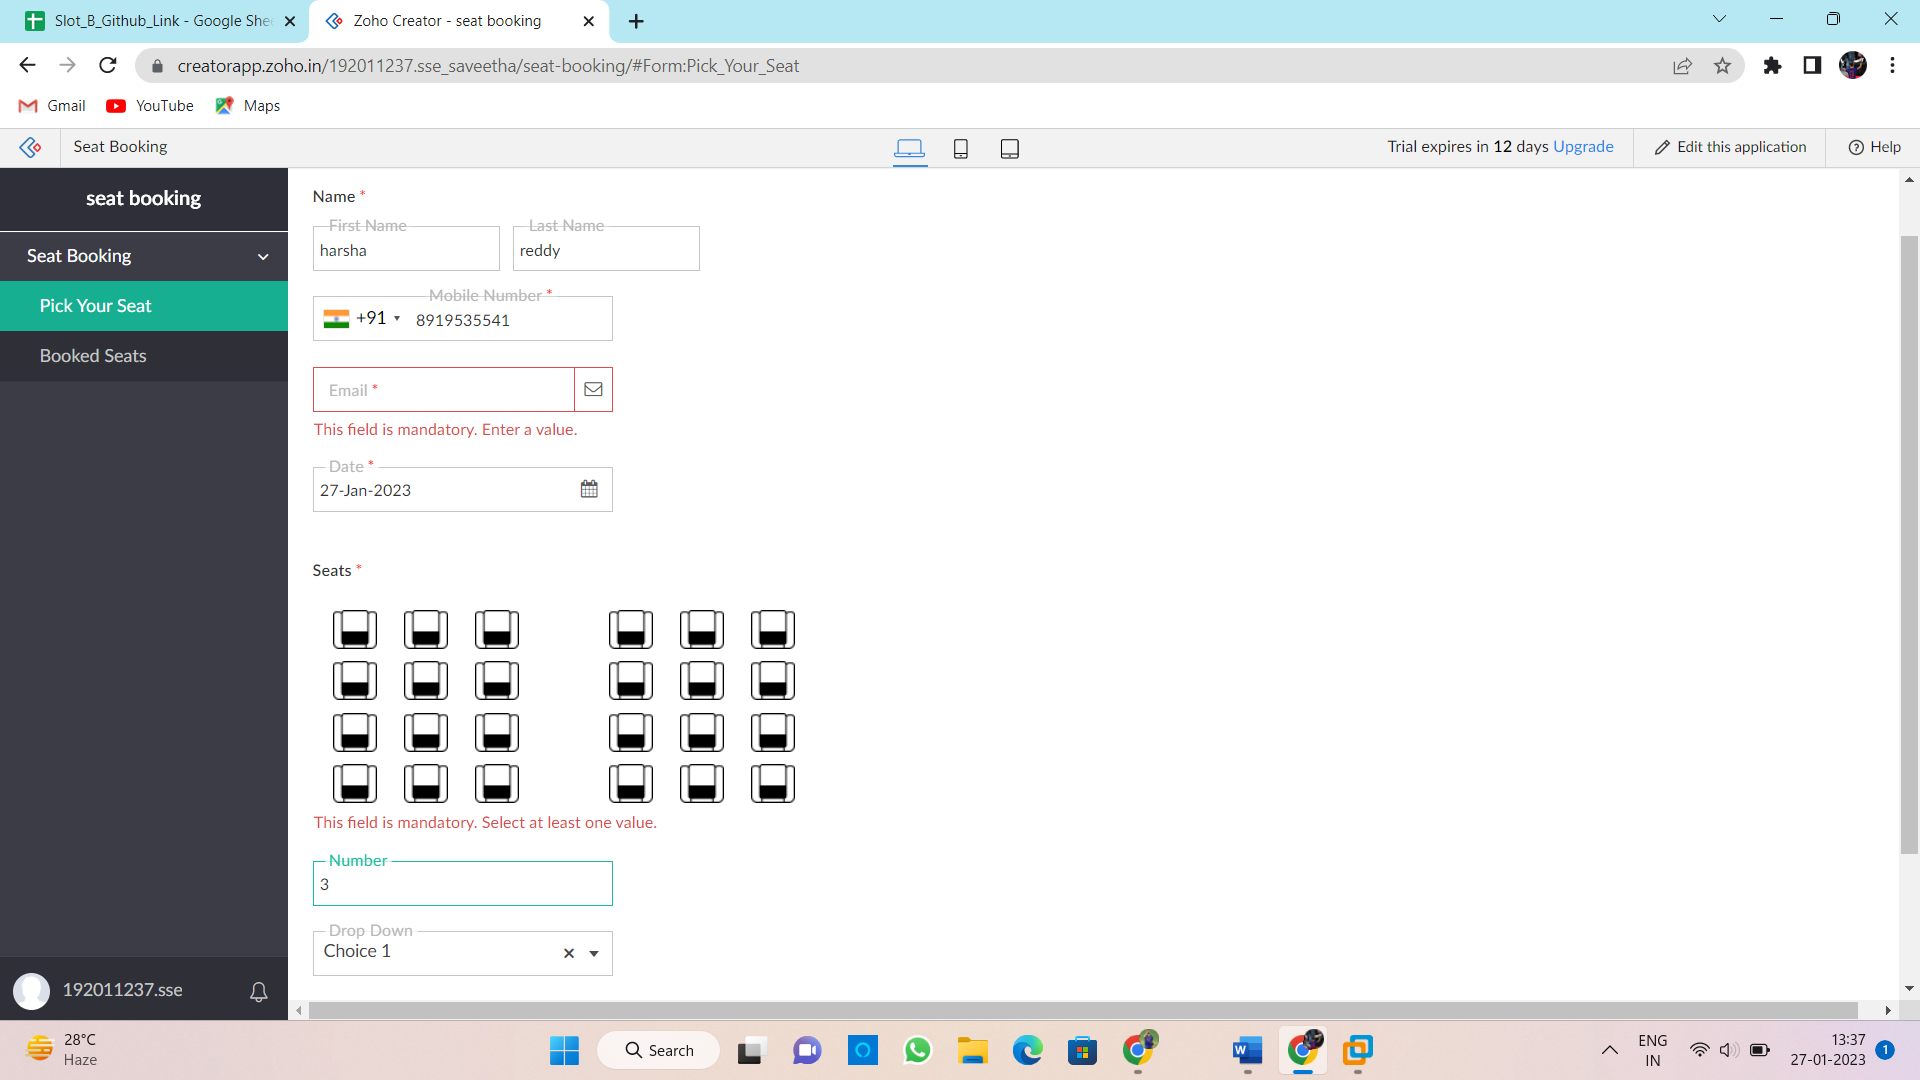 Slot_B_Github_Link - Google She
Zoho Creator - seat booking
creatorapp.zoho.in/192011237.sse_saveetha/seat-booking/#Form:Pick_Your_Seat
Gmail
YouTube
Maps
Seat Booking
Trial expires in 12 days Upgrade
Edit this application
Help
seat booking
Seat Booking
Pick Your Seat
Booked Seats
192011237.sse
Name *
First Name
harsha
Last Name
reddy
Mobile Number *
+91
8919535541
Email *
This field is mandatory. Enter a value.
Date *
27-Jan-2023
Seats *
This field is mandatory. Select at least one value.
Number
3
Drop Down
Choice 1
28°C
Haze
Search
ENG
IN
13:37
27-01-2023
1